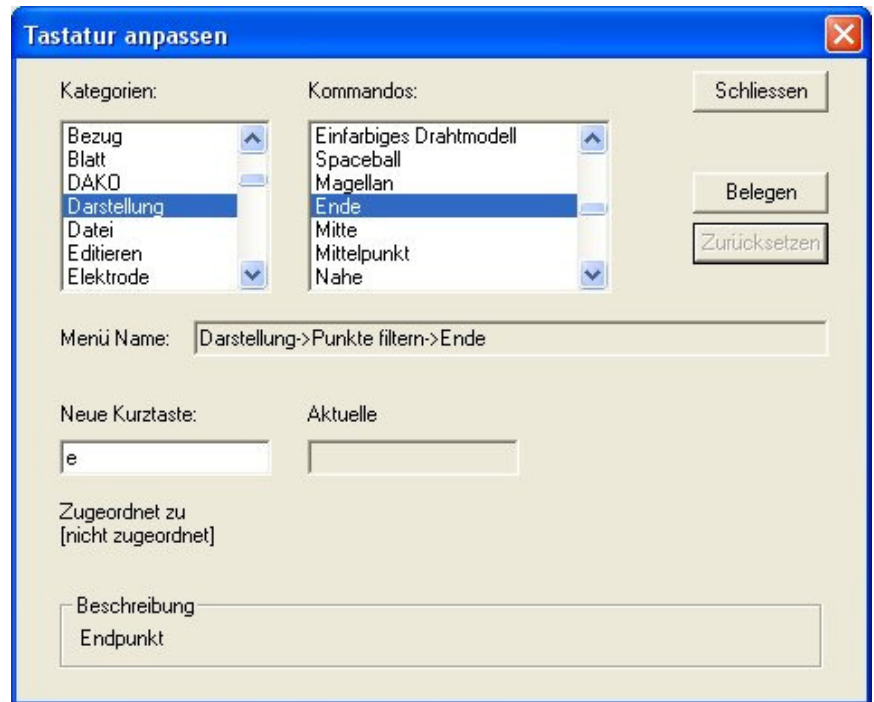 Tastatur anpassen
Kategorien:
Kommandos:
Schliessen
Bezug
Blatt
DAKO
Darstellung
Datei
Editieren
Elektrode
Einfarbiges Drahtmodell
Spaceball
Magellan
Ende
Mitte
Mittelpunkt
Nahe
Belegen
Zurücksetzen
Menü Name:
Darstellung->Punkte filtern->Ende
Neue Kurztaste:
Aktuelle
e
Zugeordnet zu
[nicht zugeordnet]
Beschreibung
Endpunkt